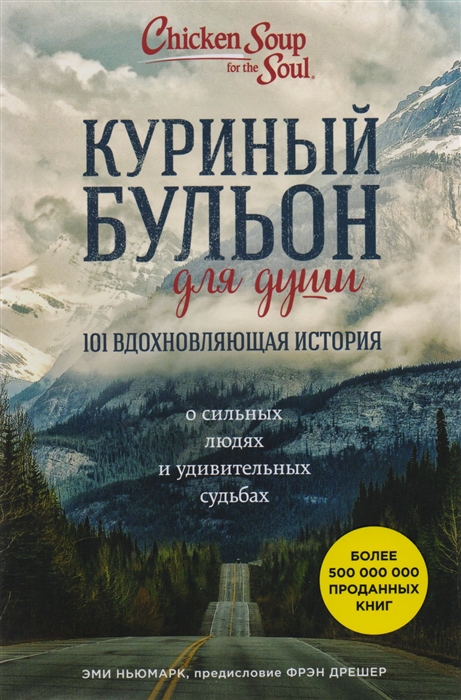 Chicken Soup
for the
Soul®
КУРИНЫЙ
БУЛЬОН
для души
101 ВДОХНОВЛЯЮЩАЯ ИСТОРИЯ
о сильных
людях
и удивительных
судьбах
БОЛЕЕ
500 000 000
ПРОДАННЫХ
КНИГ
ЭМИ НЬЮМАРК, предисловие ФРЭН ДРЕШЕР